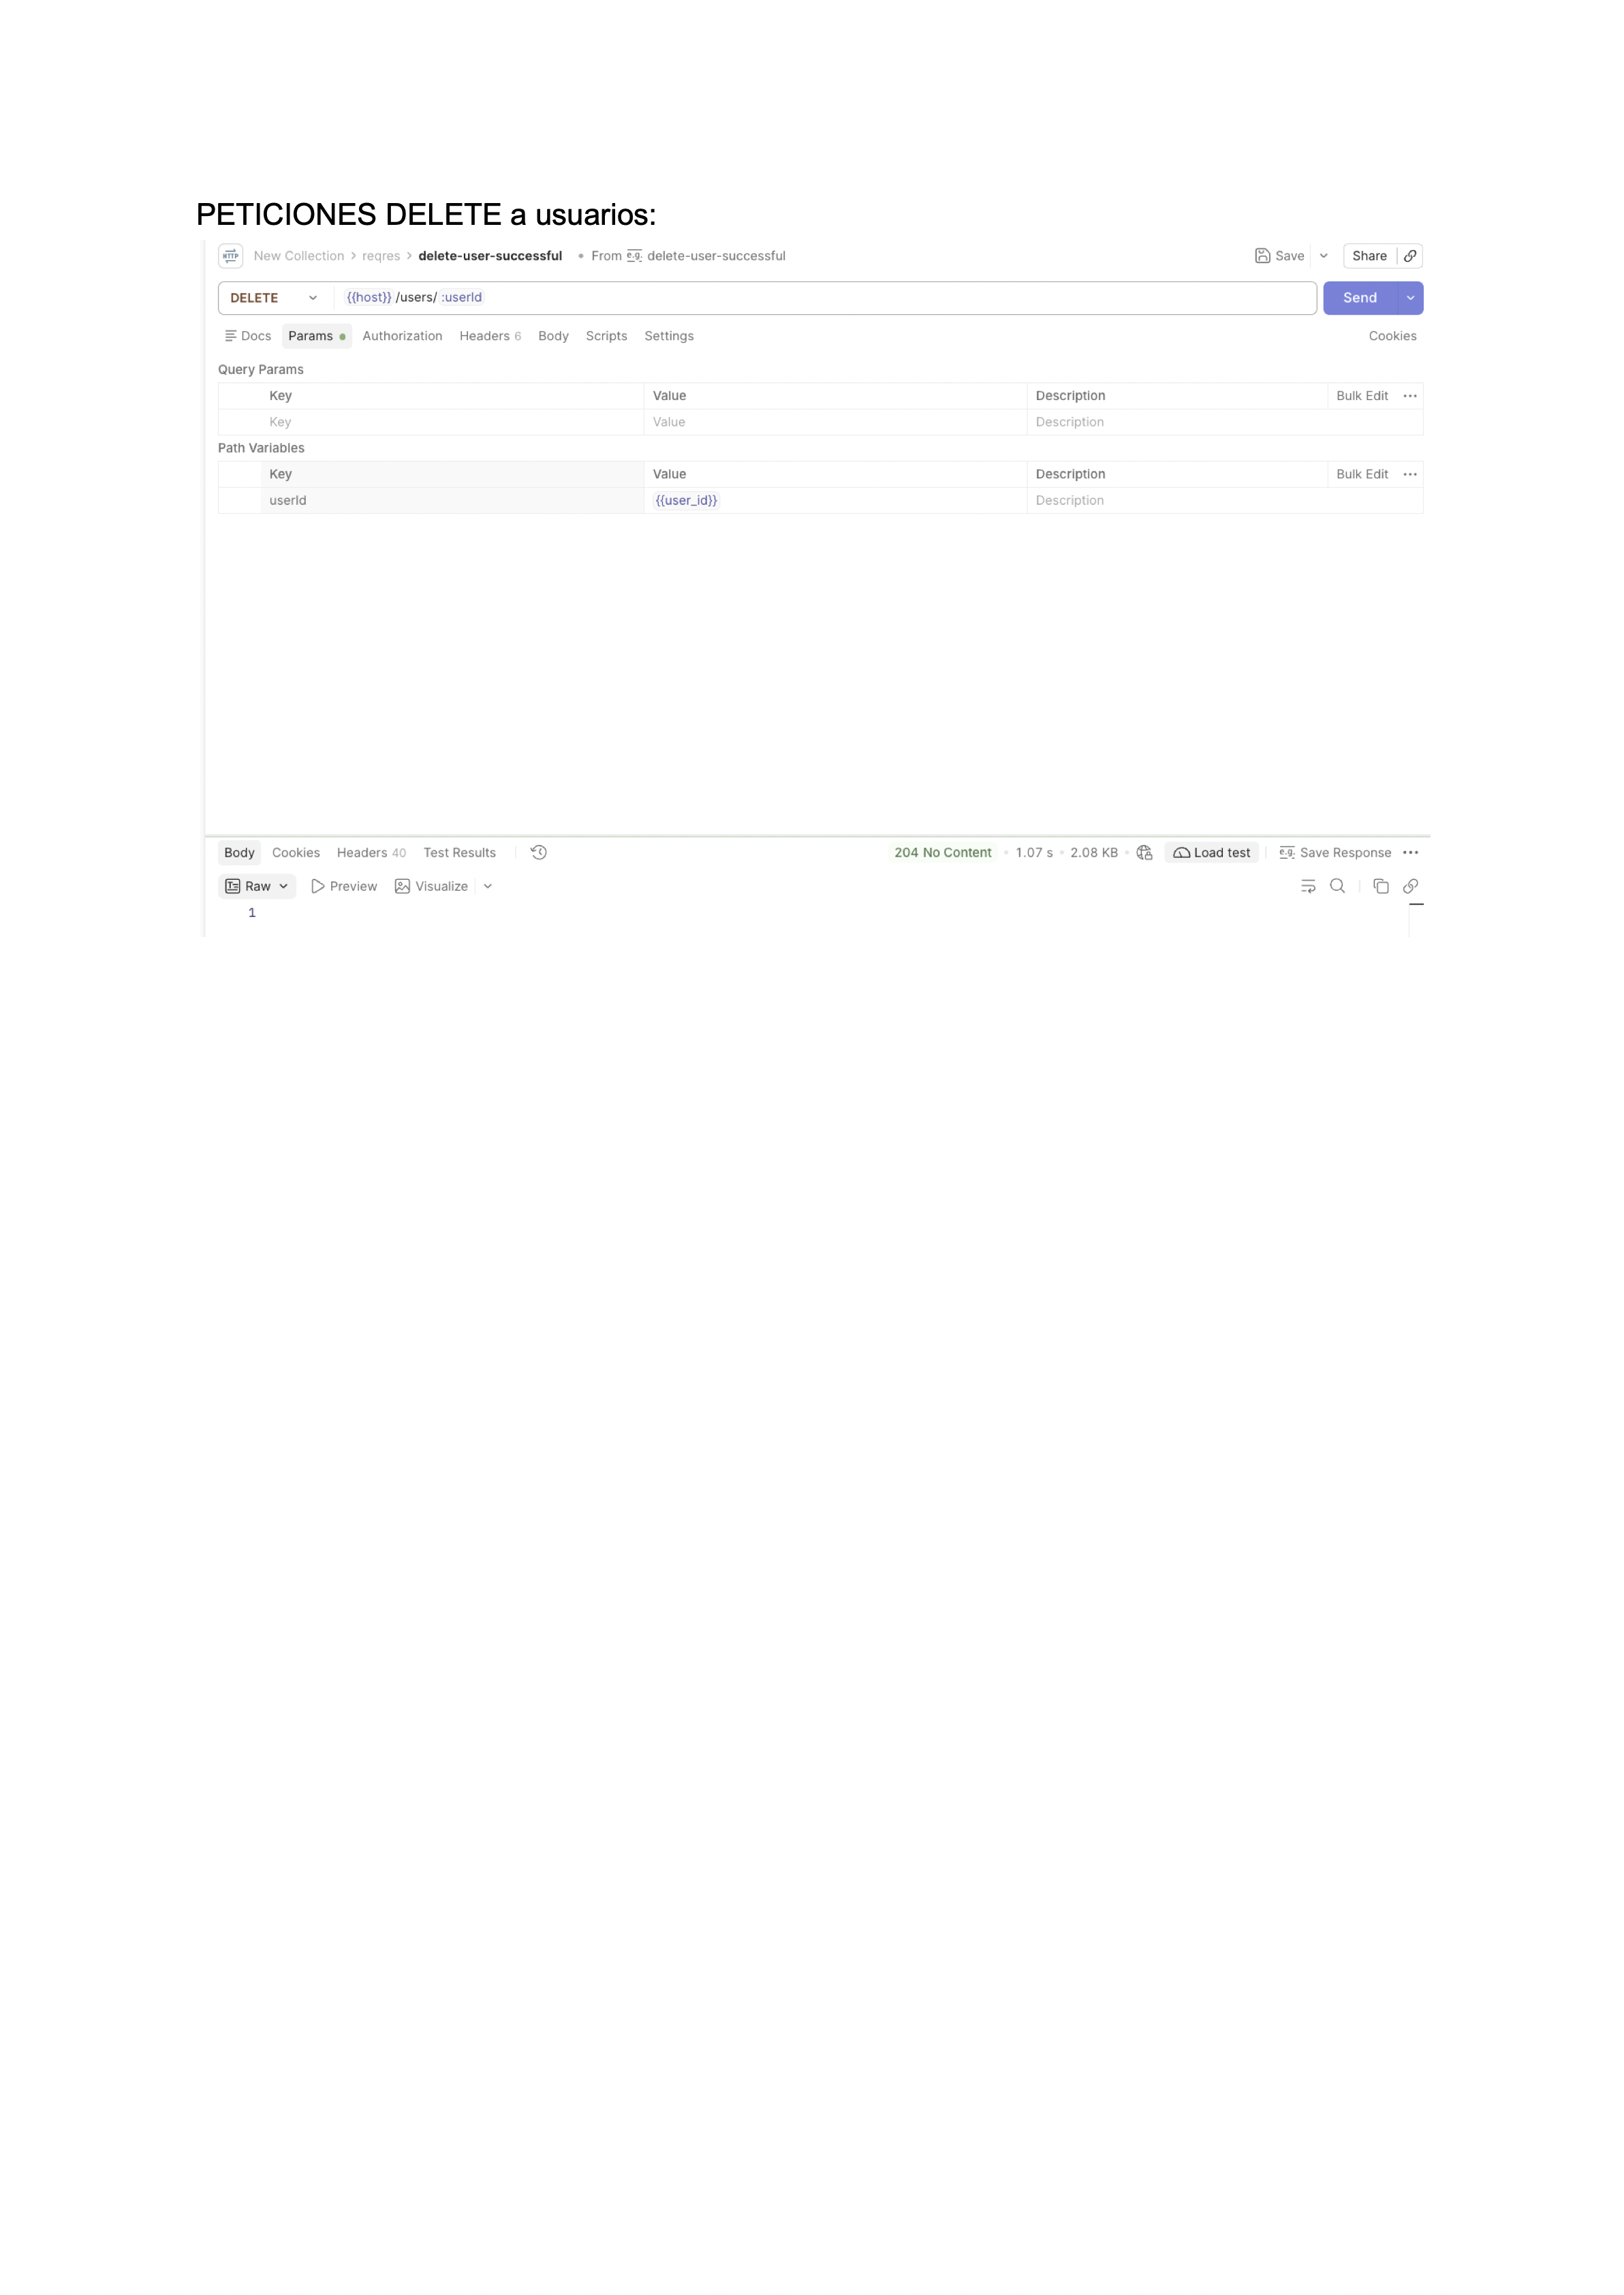 PETICIONES DELETE a usuarios:
HTTP New Collection > reqres > delete-user-successful • From e.g. delete-user-successful Save Share
DELETE {{host}} /users/ :userId Send
Docs Params • Authorization Headers 6 Body Scripts Settings Cookies
Query Params
Key Value Description Bulk Edit ...
Key Value Description
Path Variables
Key Value Description Bulk Edit ...
userId {{user_id}} Description
Body Cookies Headers 40 Test Results 204 No Content • 1.07 s • 2.08 KB • Load test e.g. Save Response ...
Raw Preview Visualize
1